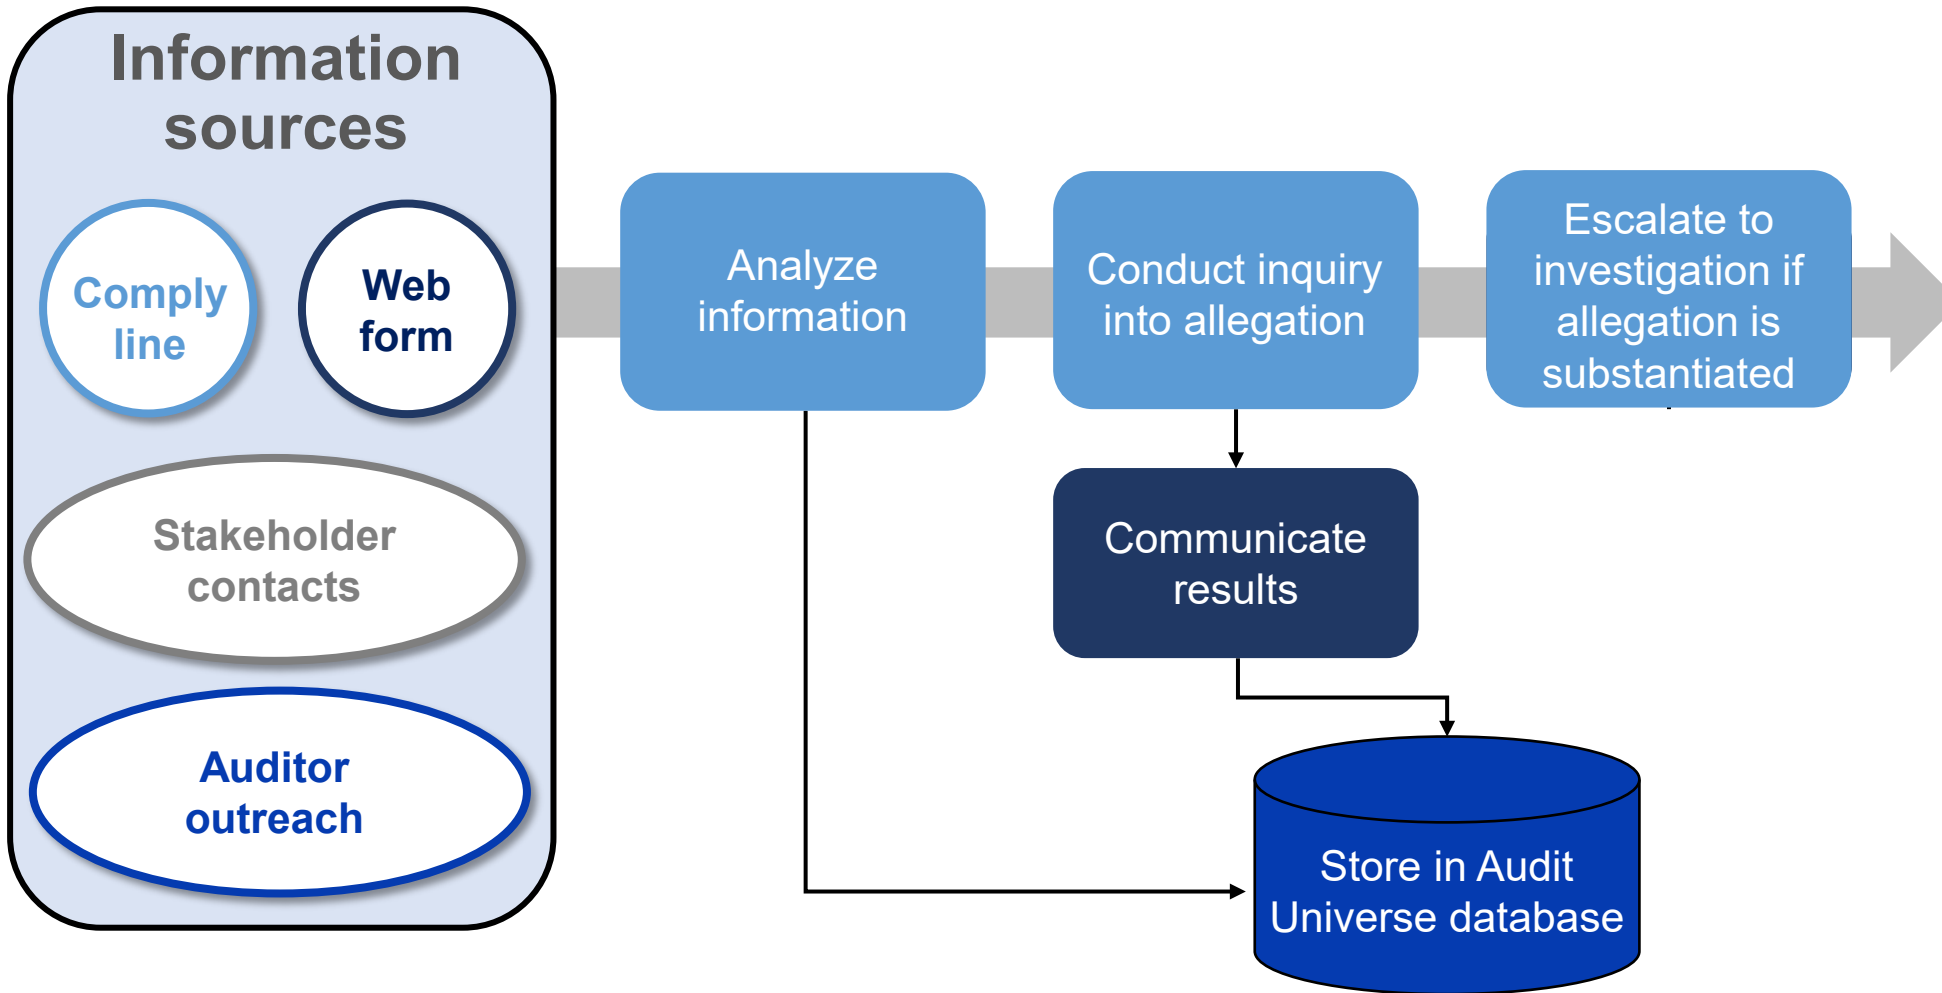 Information
sources
Comply
line
Web
form
Stakeholder
contacts
Auditor
outreach
Analyze
information
Conduct inquiry
into allegation
Escalate to
investigation if
allegation is
substantiated
Communicate
results
Store in Audit
Universe database